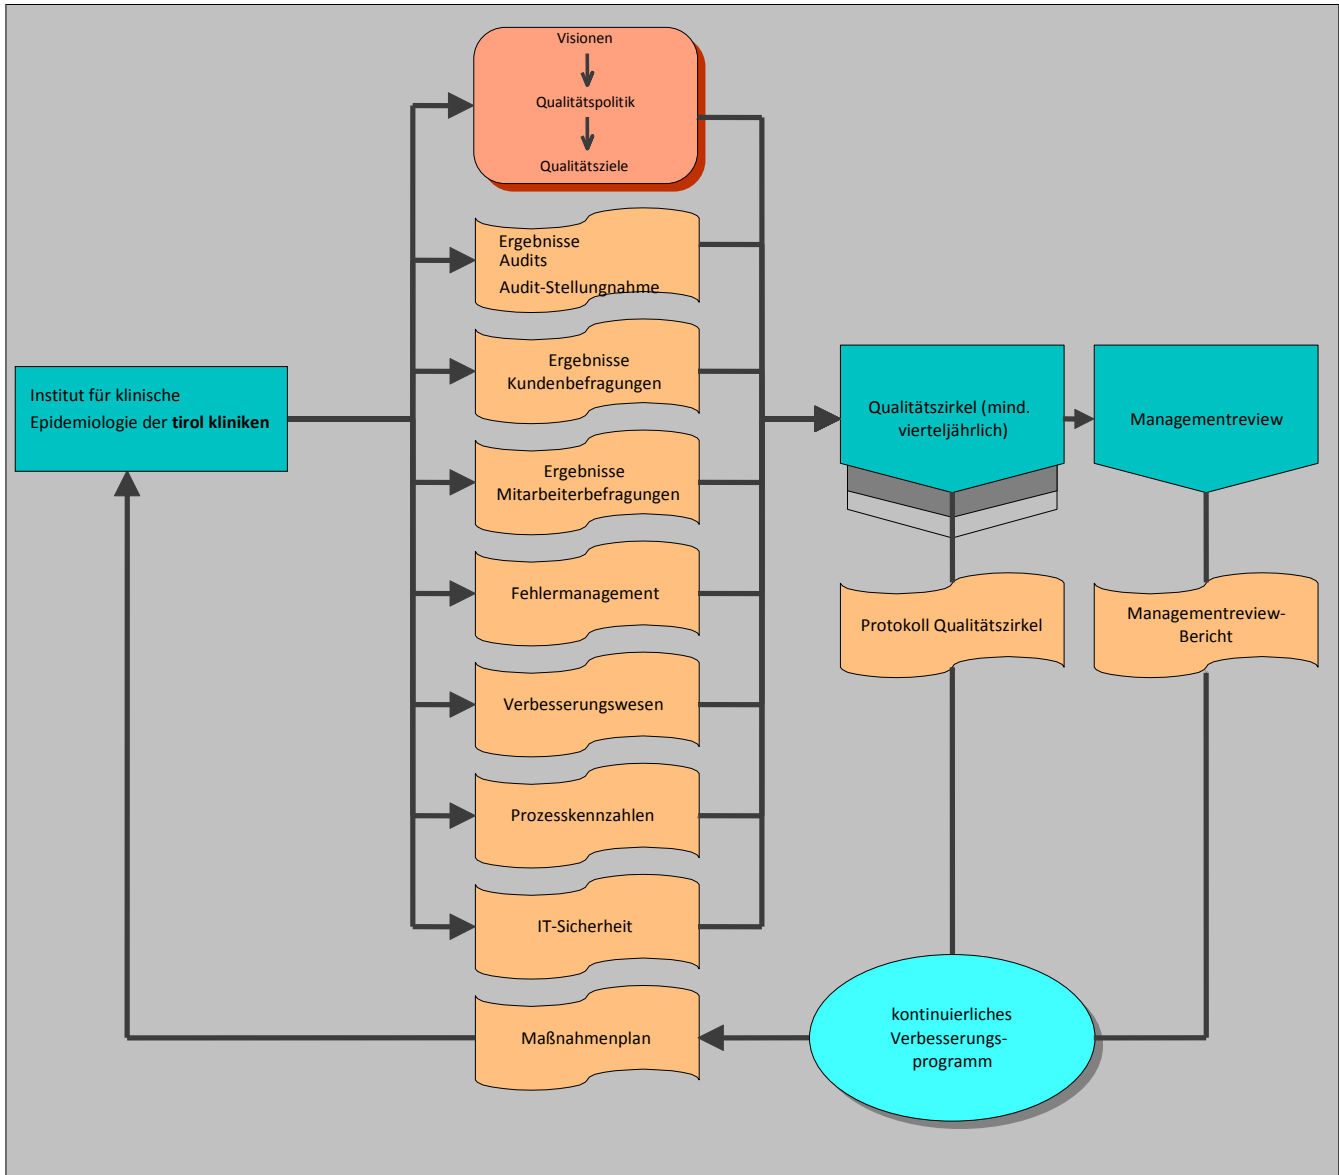 Visionen
Qualitätspolitik
Qualitätsziele
Ergebnisse
Audits
Audit-Stellungnahme
Ergebnisse
Kundenbefragungen
Institut für klinische
Epidemiologie der tirol kliniken
Qualitätszirkel (mind.
vierteljährlich)
Managementreview
Ergebnisse
Mitarbeiterbefragungen
Fehlermanagement
Protokoll Qualitätszirkel
Managementreview-
Bericht
Verbesserungswesen
Prozesskennzahlen
IT-Sicherheit
Maßnahmenplan
kontinuierliches
Verbesserungs-
programm